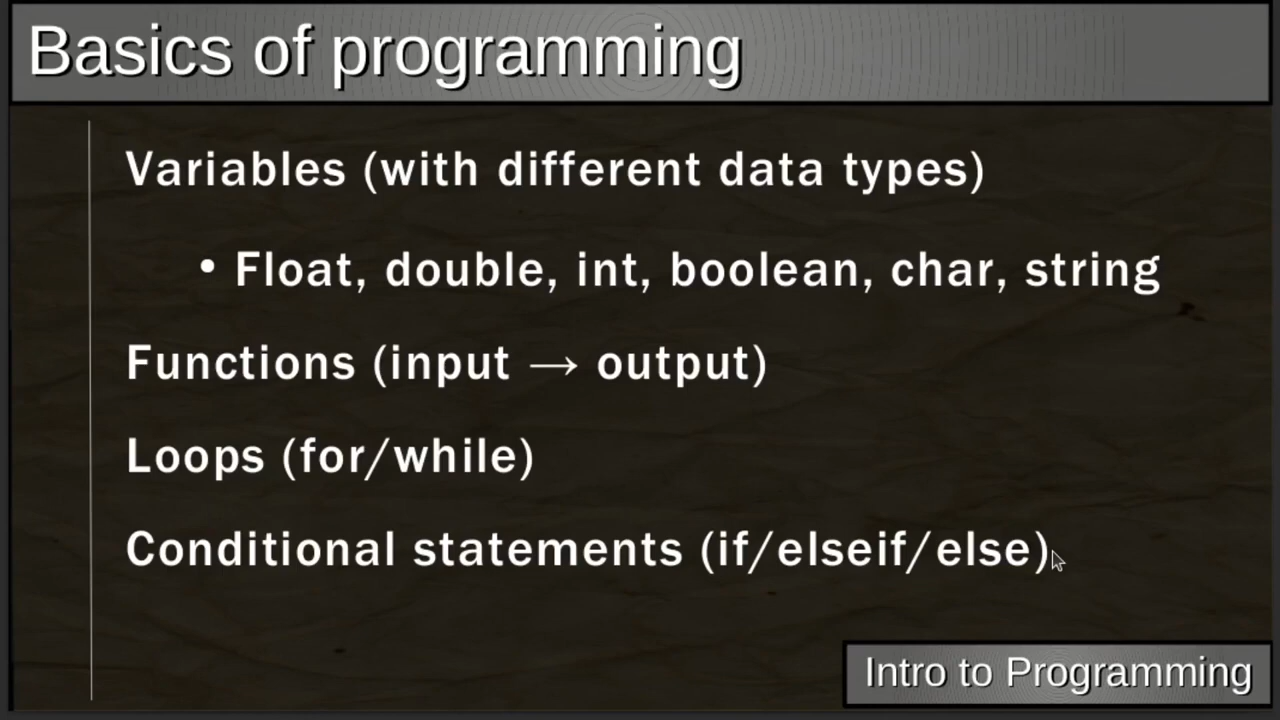 Basics of programming
Variables (with different data types)
• Float, double, int, boolean, char, string
Functions (input → output)
Loops (for/while)
Conditional statements (if/elseif/else)
Intro to Programming